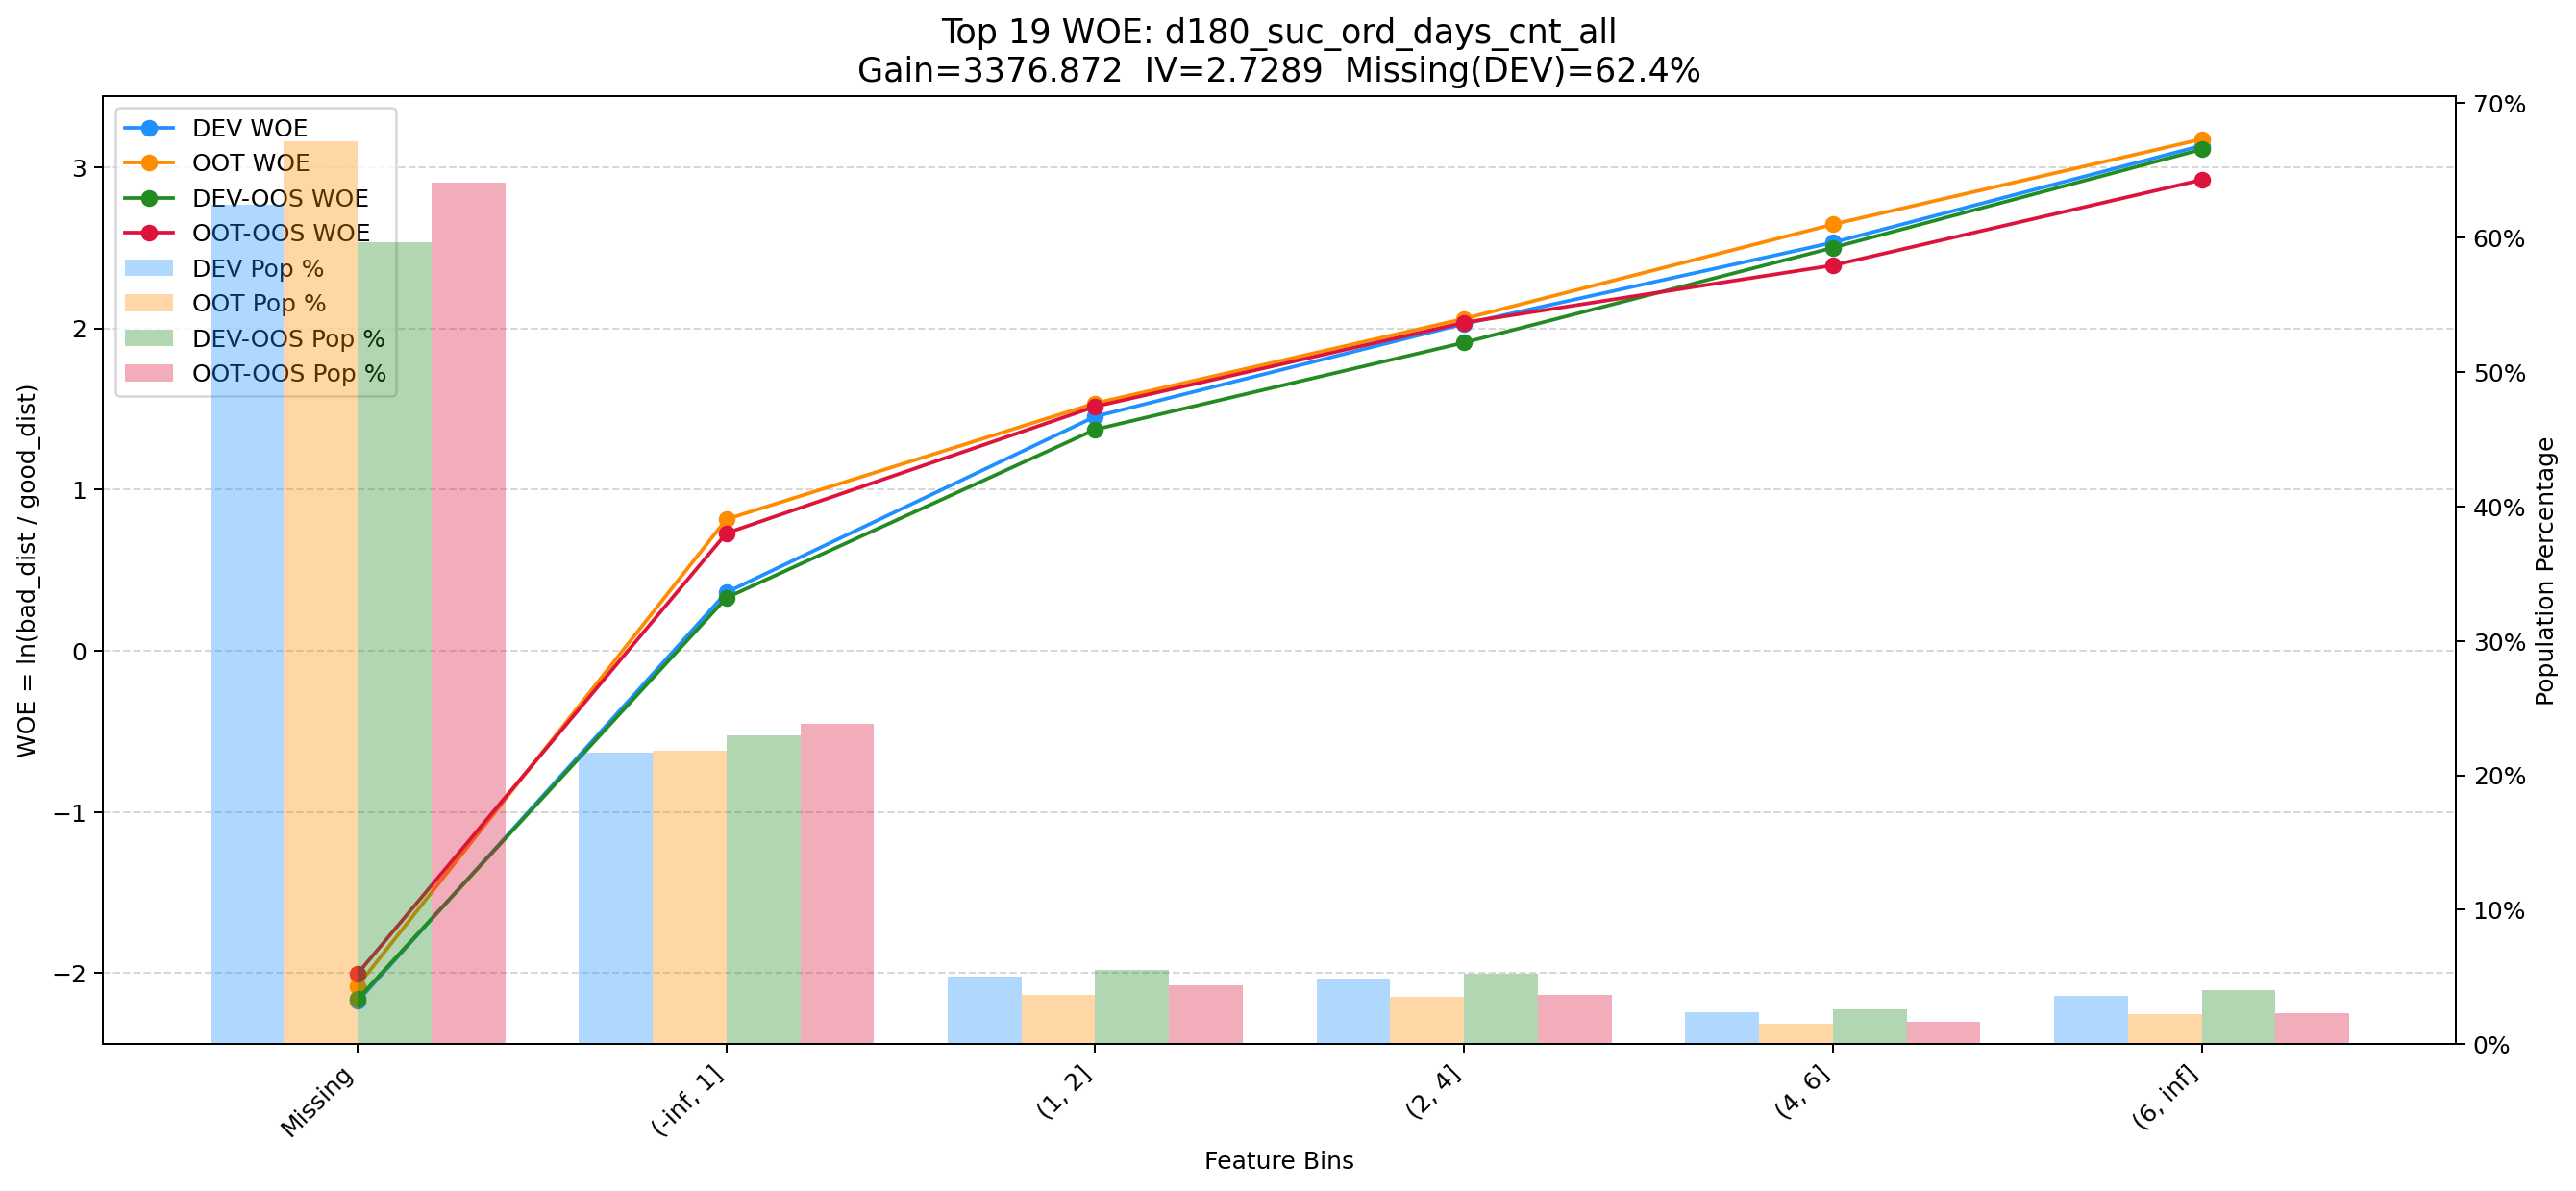 Top 19 WOE: d180_suc_ord_days_cnt_all
Gain=3376.872  IV=2.7289  Missing(DEV)=62.4%
DEV WOE
OOT WOE
DEV-OOS WOE
OOT-OOS WOE
DEV Pop %
OOT Pop %
DEV-OOS Pop %
OOT-OOS Pop %
WOE = ln(bad_dist / good_dist)
3
2
1
0
−1
−2
70%
60%
50%
40%
30%
20%
10%
0%
Population Percentage
Missing
(-inf, 1]
(1, 2]
(2, 4]
(4, 6]
(6, inf]
Feature Bins